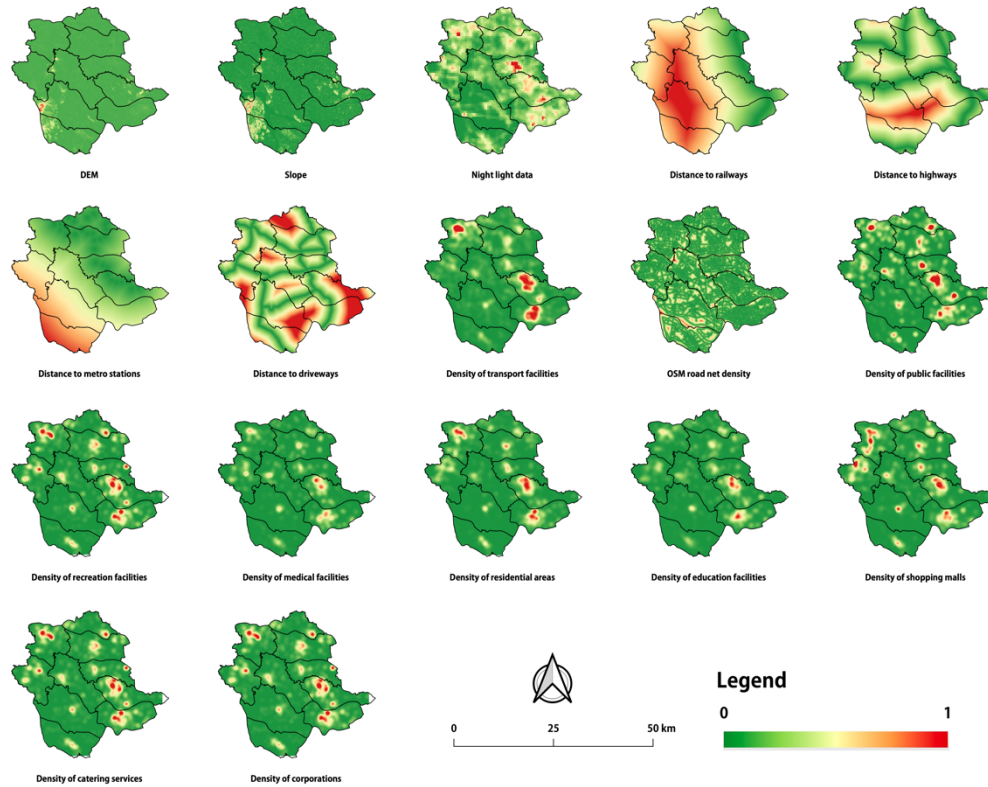 DEM
Slope
Night light data
Distance to railways
Distance to highways
Distance to metro stations
Distance to driveways
Density of transport facilities
OSM road net density
Density of public facilities
Density of recreation facilities
Density of medical facilities
Density of residential areas
Density of education facilities
Density of shopping malls
Density of catering services
Density of corporations
0
25
50 km
Legend
0
1